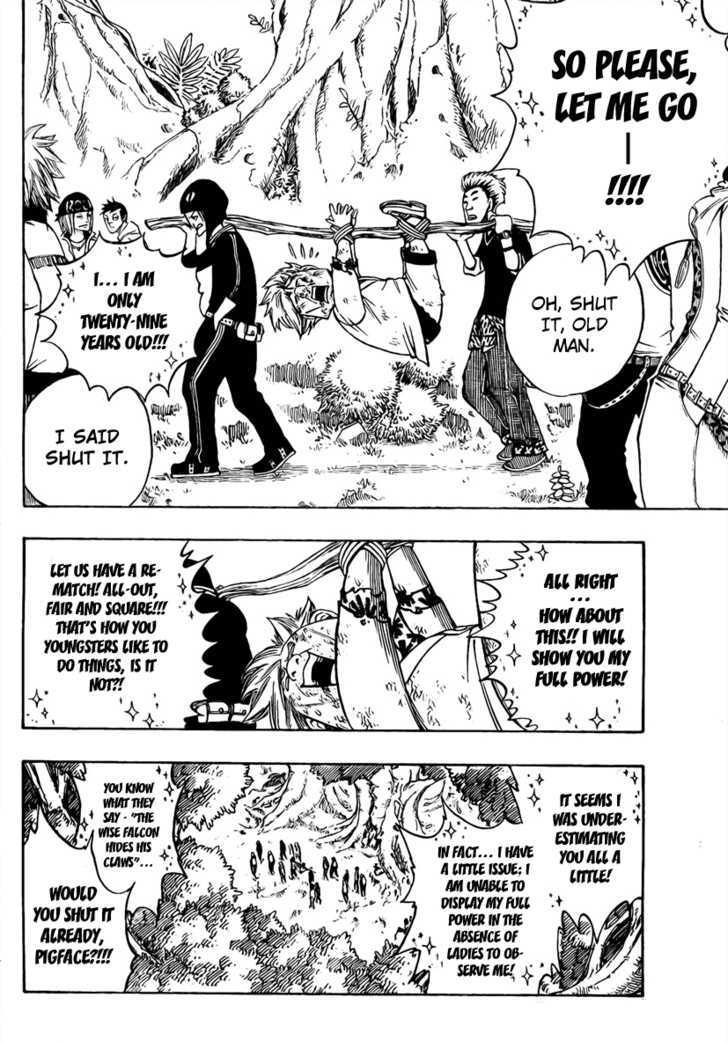 SO PLEASE,
LET ME GO
—
!!!!
OH, SHUT
IT, OLD
MAN.
I... I AM
ONLY
TWENTY-NINE
YEARS OLD!!!
I SAID
SHUT IT.
ALL RIGHT
...
HOW ABOUT
THIS!! I WILL
SHOW YOU MY
FULL POWER!
LET US HAVE A RE-
MATCH! ALL-OUT,
FAIR AND SQUARE!!!
THAT'S HOW YOU
YOUNGSTERS LIKE TO
DO THINGS, IS IT
NOT?!
IT SEEMS I
WAS UNDER-
ESTIMATING
YOU ALL A
LITTLE!
IN FACT... I HAVE
A LITTLE ISSUE: I
AM UNABLE TO
DISPLAY MY FULL
POWER IN THE
ABSENCE OF
LADIES TO OB-
SERVE ME!
YOU KNOW
WHAT THEY
SAY - "THE
WISE FALCON
HIDES HIS
CLAWS"...
WOULD
YOU SHUT IT
ALREADY,
PIGFACE?!!!